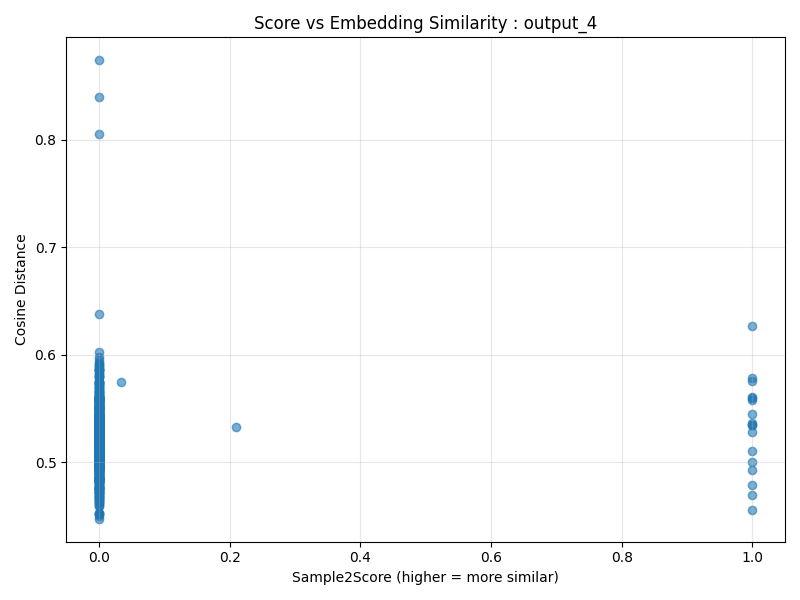 Score vs Embedding Similarity : output_4
Cosine Distance
0.8
0.7
0.6
0.5
0.0 0.2 0.4 0.6 0.8 1.0
Sample2Score (higher = more similar)